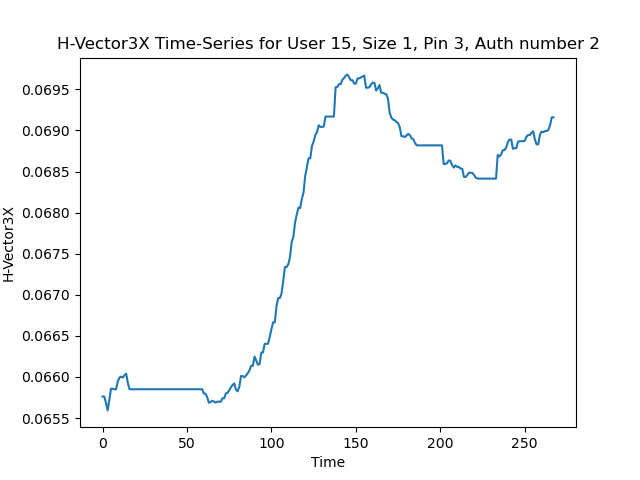 H-Vector3X Time-Series for User 15, Size 1, Pin 3, Auth number 2
H-Vector3X
0.0695
0.0690
0.0685
0.0680
0.0675
0.0670
0.0665
0.0660
0.0655
0 50 100 150 200 250
Time